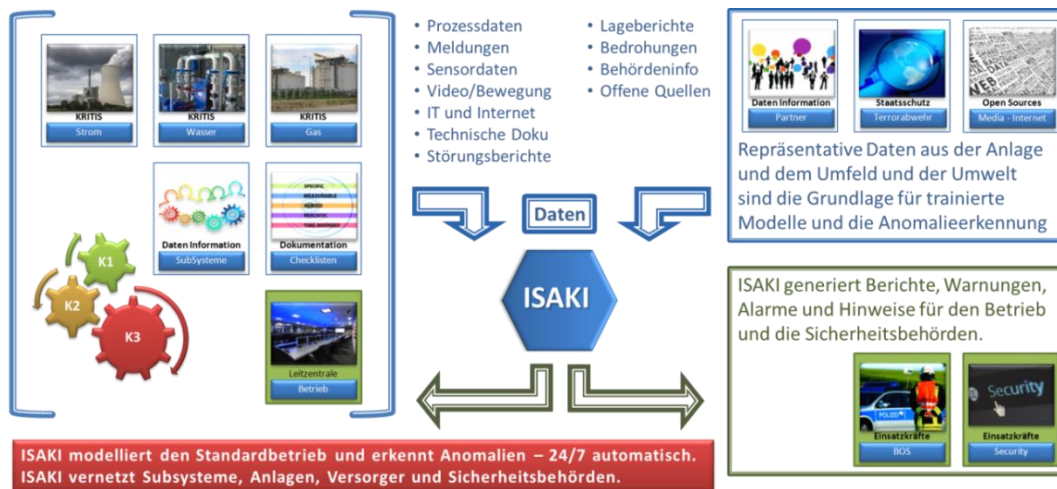 KRITIS
Strom
KRITIS
Wasser
KRITIS
Gas
Daten Information
SubSysteme
SPECIFIC
MEASURABLE
Dokumentation
Checklisten
K1
K2
K3
Leitzentrale
Betrieb
• Prozessdaten
• Meldungen
• Sensordaten
• Video/Bewegung
• IT und Internet
• Technische Doku
• Störungsberichte
• Lageberichte
• Bedrohungen
• Behördeninfo
• Offene Quellen
Daten
ISAKI
Daten Information
Partner
Staatsschutz
Terrorabwehr
WEB
Open Sources
Media - Internet
Repräsentative Daten aus der Anlage
und dem Umfeld und der Umwelt
sind die Grundlage für trainierte
Modelle und die Anomalieerkennung
ISAKI generiert Berichte, Warnungen,
Alarme und Hinweise für den Betrieb
und die Sicherheitsbehörden.
POLIZEI
Einsatzkräfte
BOS
Security
Einsatzkräfte
Security
ISAKI modelliert den Standardbetrieb und erkennt Anomalien – 24/7 automatisch.
ISAKI vernetzt Subsysteme, Anlagen, Versorger und Sicherheitsbehörden.